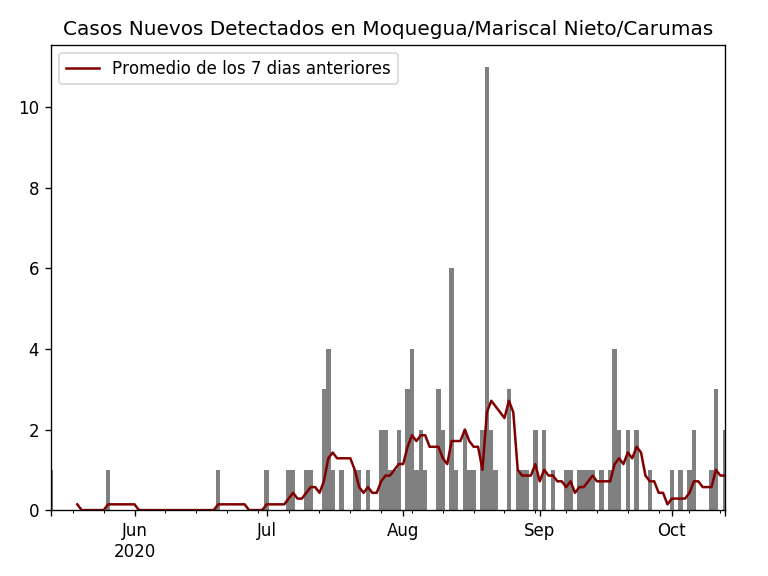 Casos Nuevos Detectados en Moquegua/Mariscal Nieto/Carumas
Promedio de los 7 dias anteriores
10
8
6
4
2
0
Jun
2020
Jul
Aug
Sep
Oct